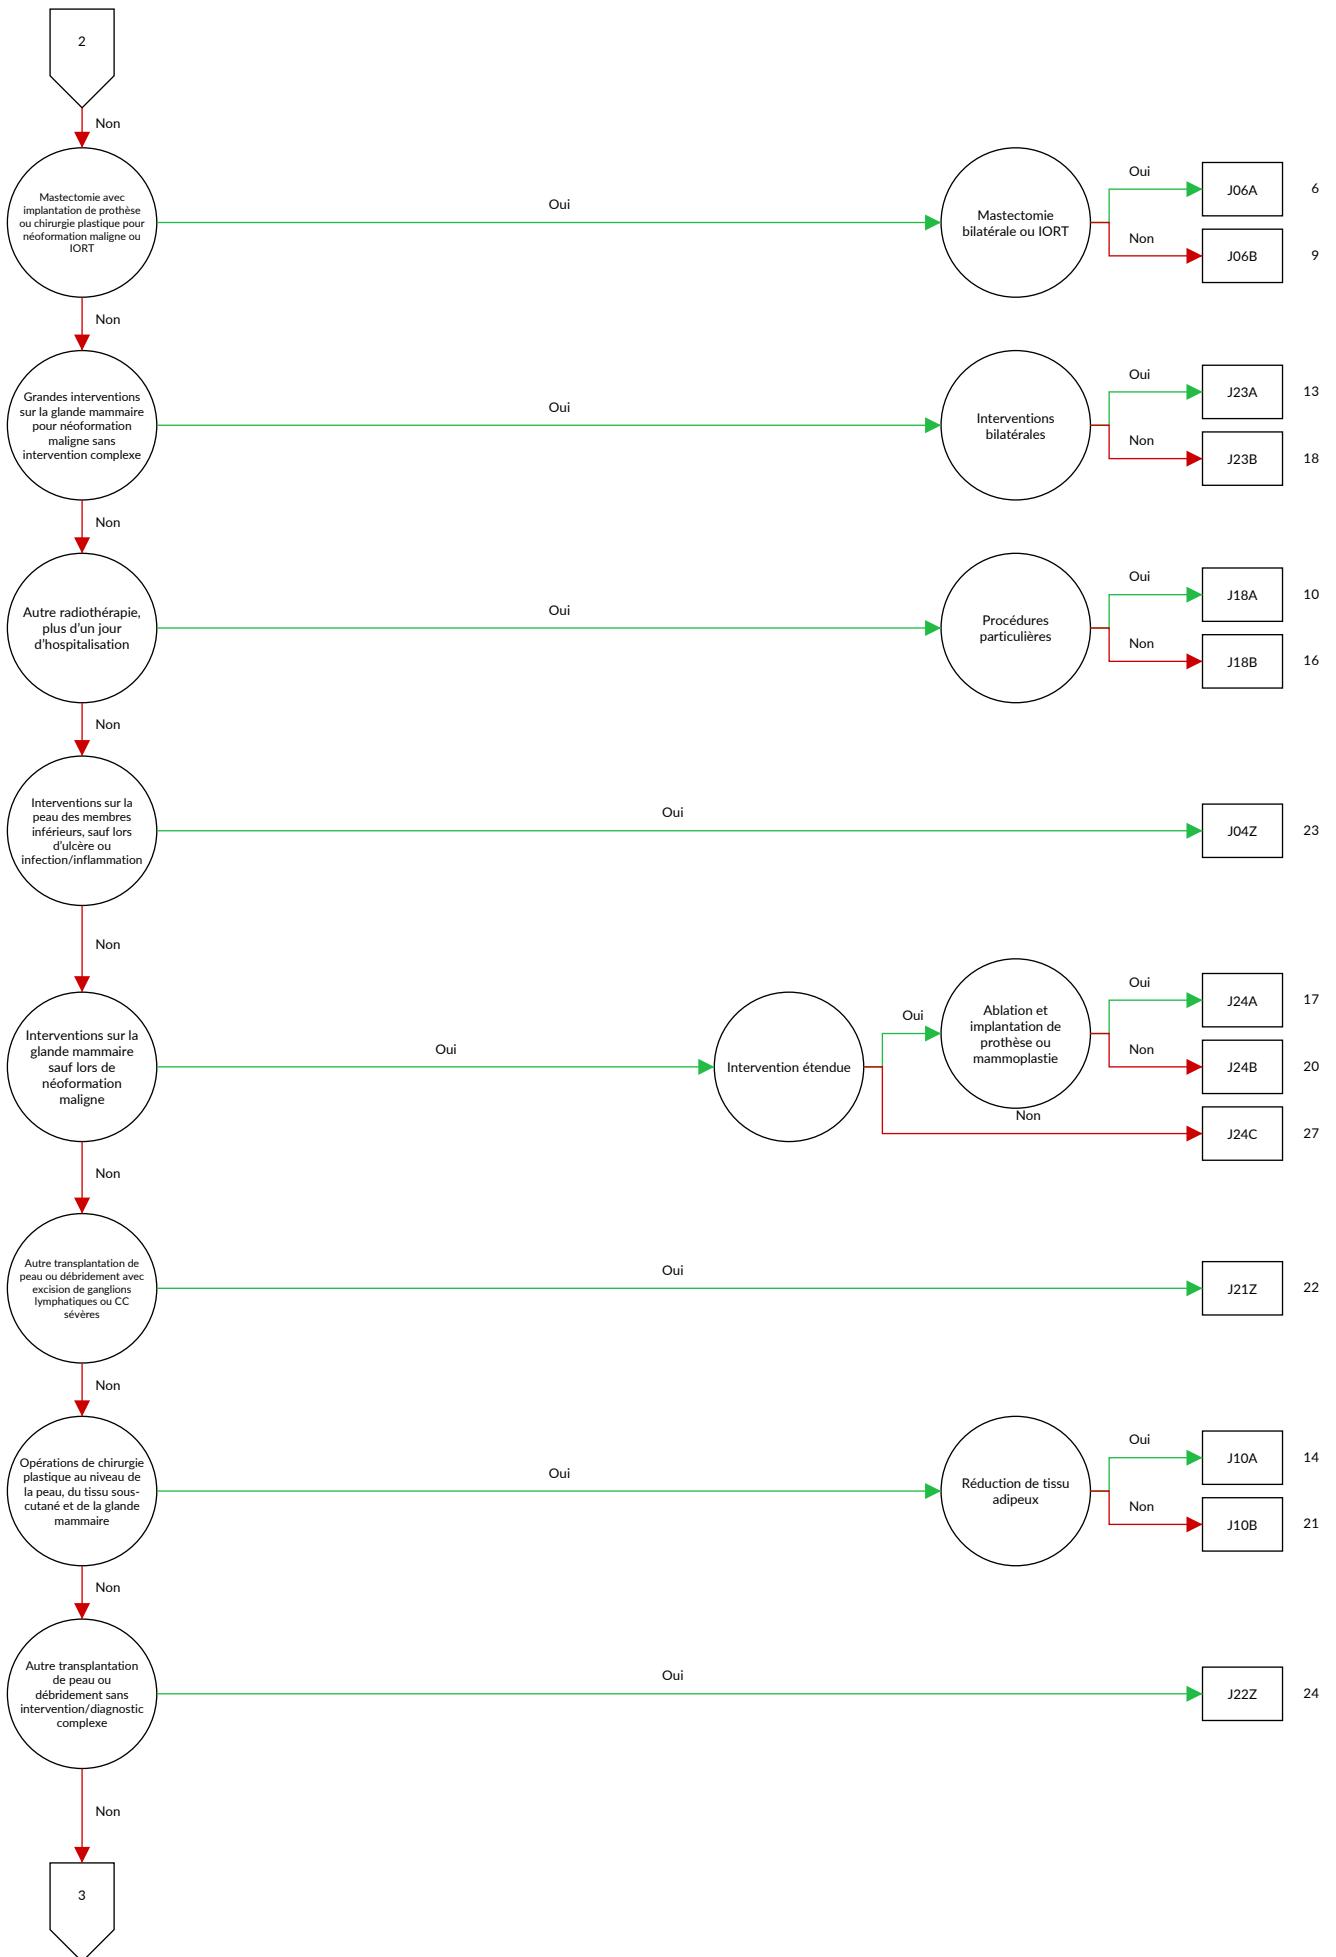 2
Non
Mastectomie avec
implantation de prothèse
ou chirurgie plastique pour
néoformation maligne ou
IORT
Oui
Mastectomie
bilatérale ou IORT
Oui
J06A
6
Non
J06B
9
Non
Grandes interventions
sur la glande mammaire
pour néoformation
maligne sans
intervention complexe
Oui
Interventions
bilatérales
Oui
J23A
13
Non
J23B
18
Non
Autre radiothérapie,
plus d'un jour
d'hospitalisation
Oui
Procédures
particulières
Oui
J18A
10
Non
J18B
16
Non
Interventions sur la
peau des membres
inférieurs, sauf lors
d'ulcère ou
infection/inflammation
Oui
J04Z
23
Non
Interventions sur la
glande mammaire
sauf lors de
néoformation
maligne
Oui
Intervention étendue
Oui
Ablation et
implantation de
prothèse ou
mammoplastie
Oui
J24A
17
Non
J24B
20
Non
J24C
27
Non
Autre transplantation de
peau ou débridement avec
excision de ganglions
lymphatiques ou CC
sévères
Oui
J21Z
22
Non
Opérations de chirurgie
plastique au niveau de
la peau, du tissu sous-
cutané et de la glande
mammaire
Oui
Réduction de tissu
adipeux
Oui
J10A
14
Non
J10B
21
Non
Autre transplantation
de peau ou
débridement sans
intervention/diagnostic
complexe
Oui
J22Z
24
Non
3